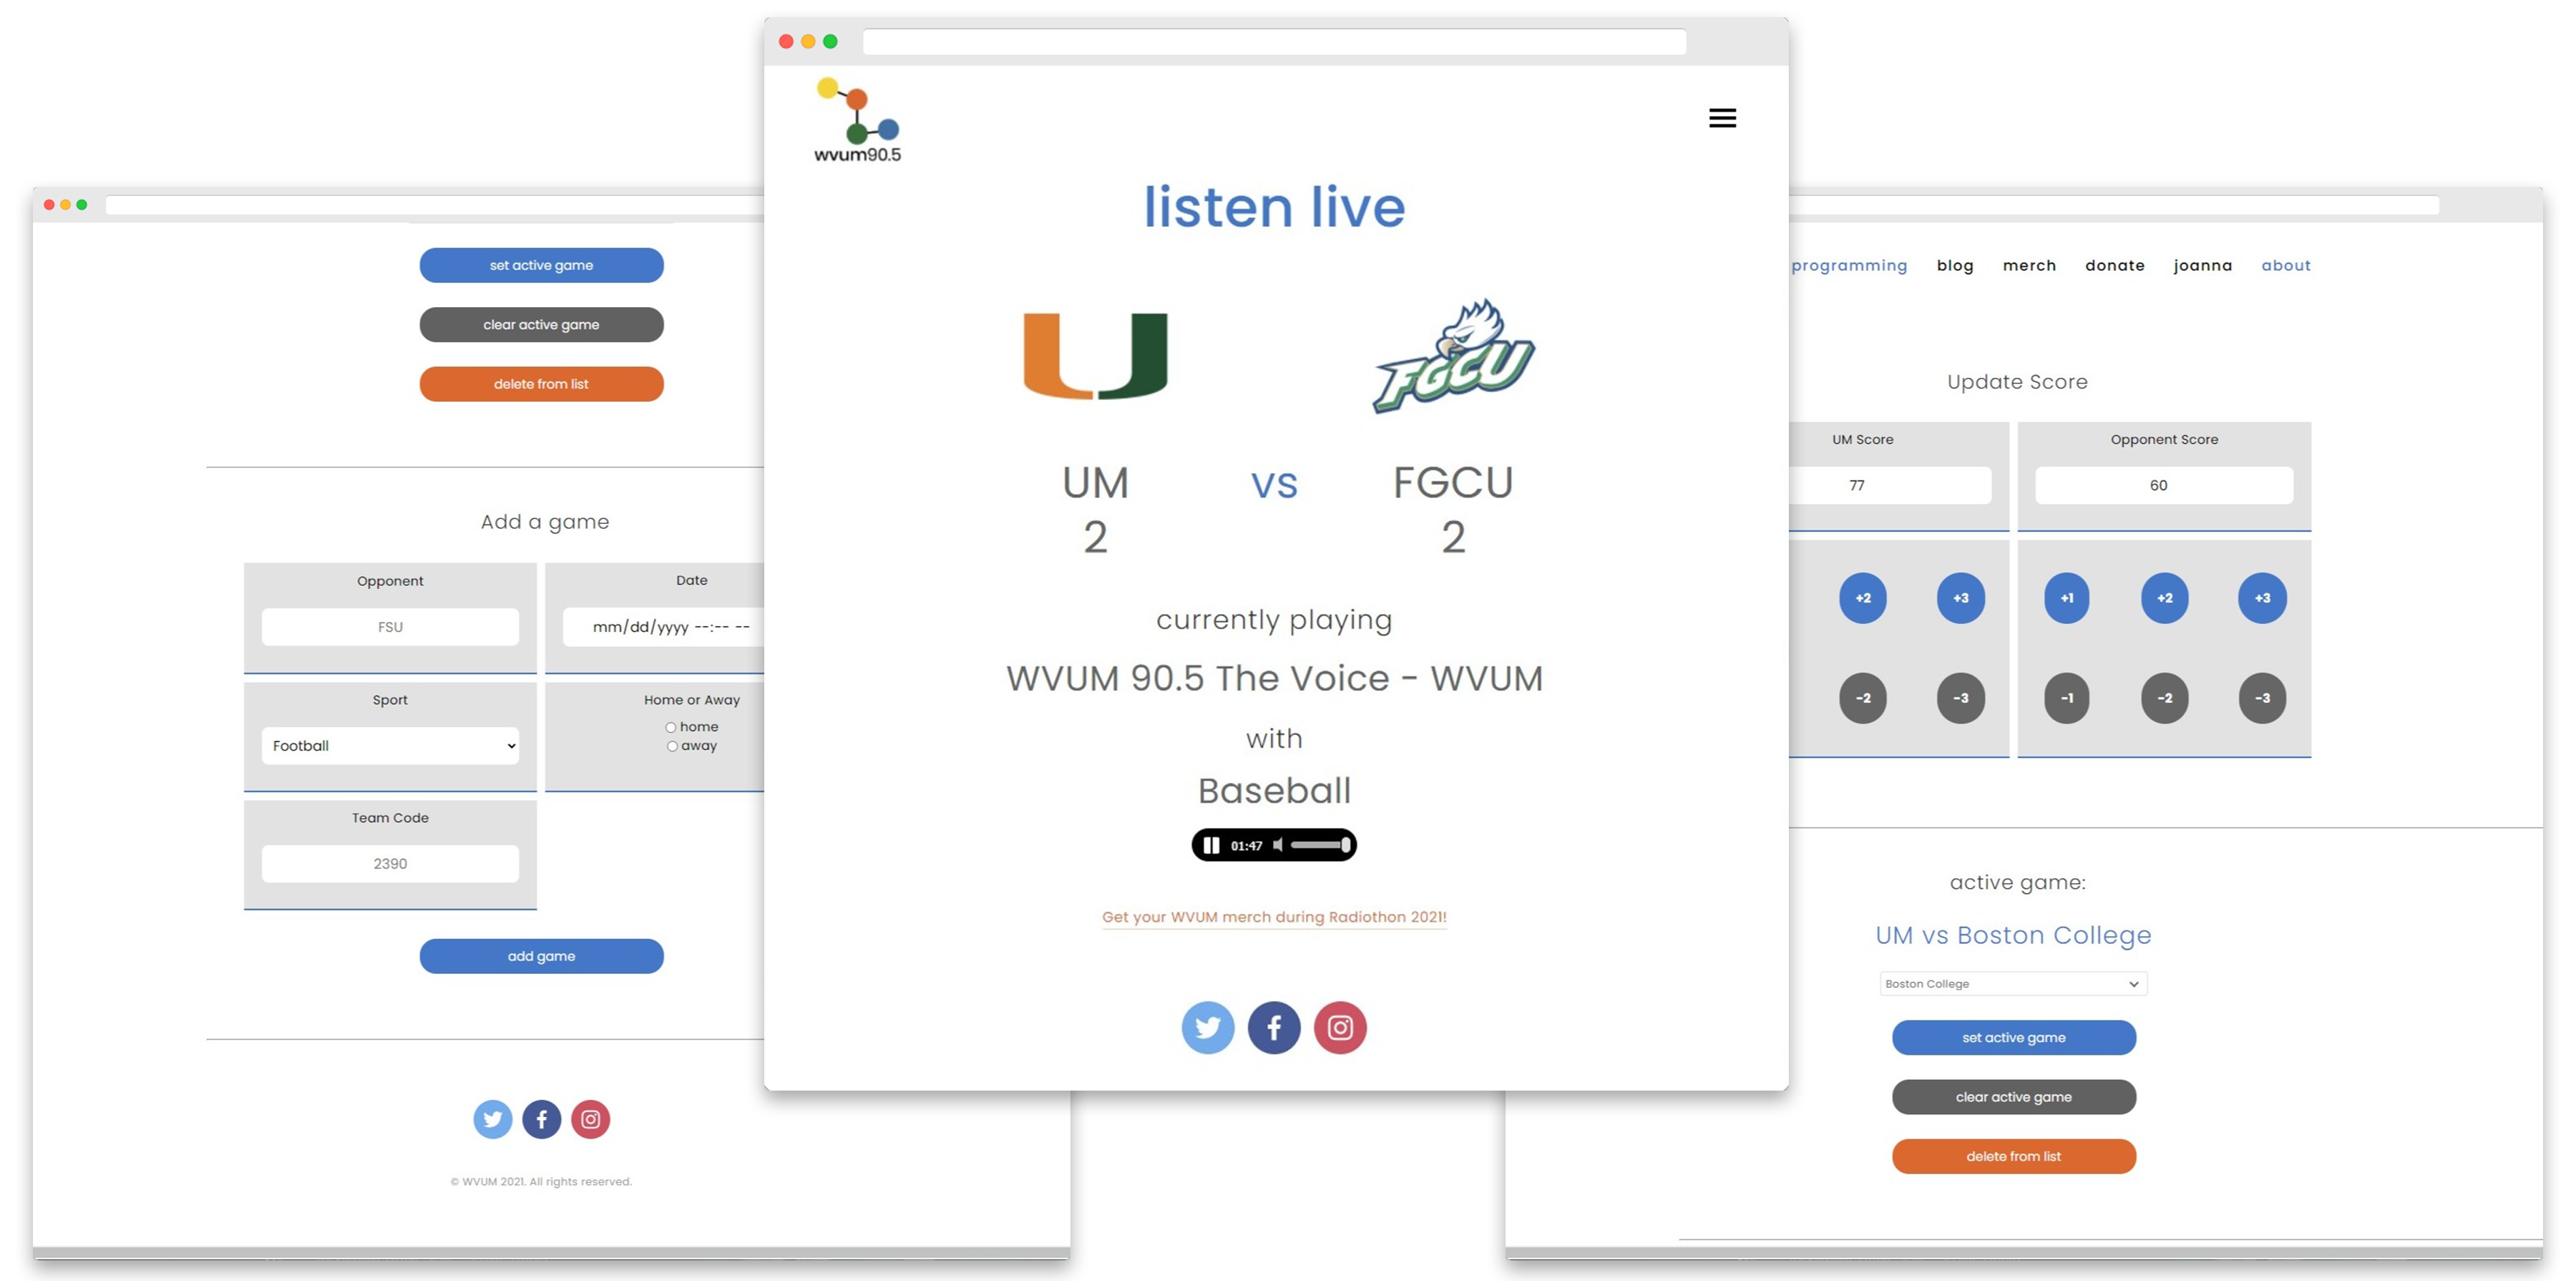 set active game
clear active game
delete from list
Add a game
Opponent
FSU
Date
mm/dd/yyyy --:-- --
Sport
Football
Home or Away
home
away
Team Code
2390
add game
© WVUM 2021. All rights reserved.
wvum90.5
listen live
FGCU
UM vs FGCU
2 2
currently playing
WVUM 90.5 The Voice - WVUM
with
Baseball
01:47
Get your WVUM merch during Radiothon 2021!
programming blog merch donate joanna about
Update Score
UM Score
77
Opponent Score
60
+2 +3 +1 +2 +3
-2 -3 -1 -2 -3
active game:
UM vs Boston College
Boston College
set active game
clear active game
delete from list